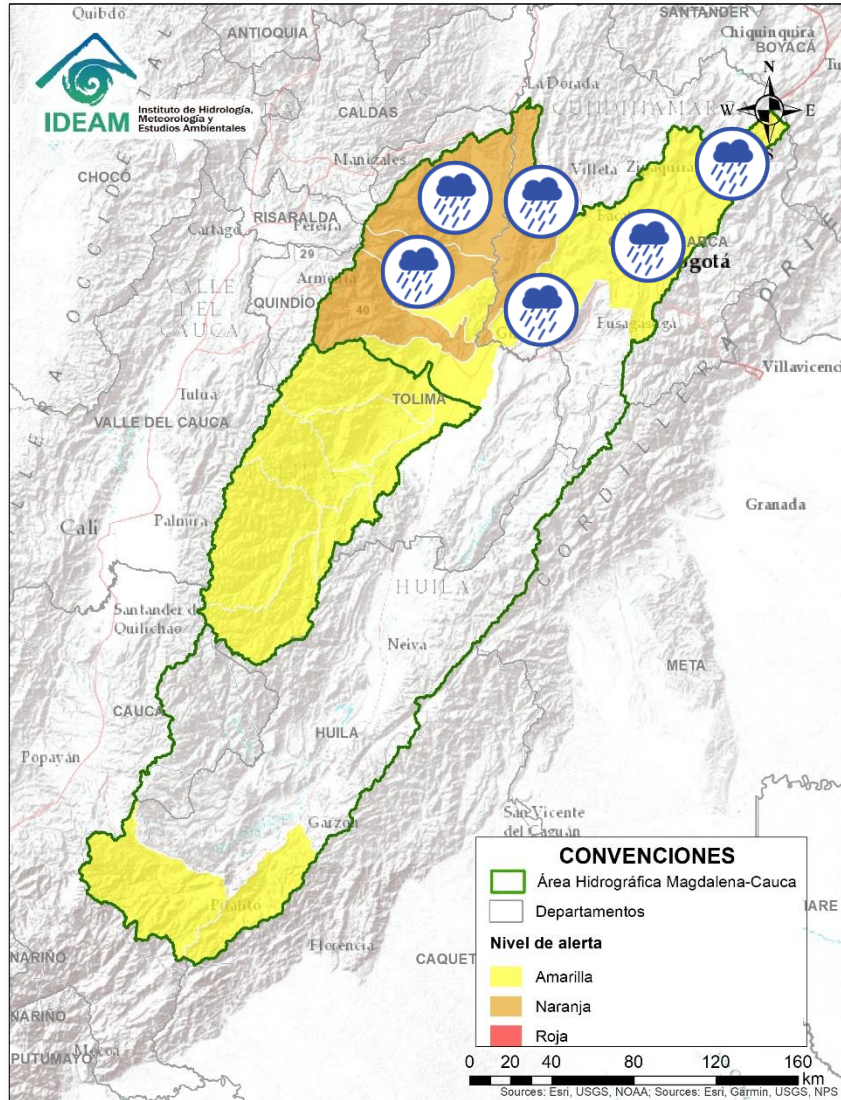 Quibdó
ANTIOQUIA
SANTANDER
Chiquinquirá
BOYACÁ
IDEAM
Instituto de Hidrología,
Meteorología y
Estudios Ambientales
N
W
E
S
La Dorada
CALDAS
Manizales
Villeta
CHOCÓ
RISARALDA
Cartago
Pereira
29
Armenia
QUINDÍO
40
VALLE
DEL
CAUCA
Fusagasugá
Tuluá
TOLIMA
VALLE DEL CAUCA
Cali
Palmira
Granada
CORDILLERA
HUILA
Santander de
Quilichao
Neiva
META
CAUCA
HUILA
Popayán
Garzón
San Vicente
del Caguán
Pitalito
Florencia
NARIÑO
NARIÑO
PUTUMAYO
Mocoa
CONVENCIONES
Área Hidrográfica Magdalena-Cauca
Departamentos
Nivel de alerta
Amarilla
Naranja
Roja
0 20 40 80 120 160
km
Sources: Esri, USGS, NOAA; Sources: Esri, Garmin, USGS, NPS